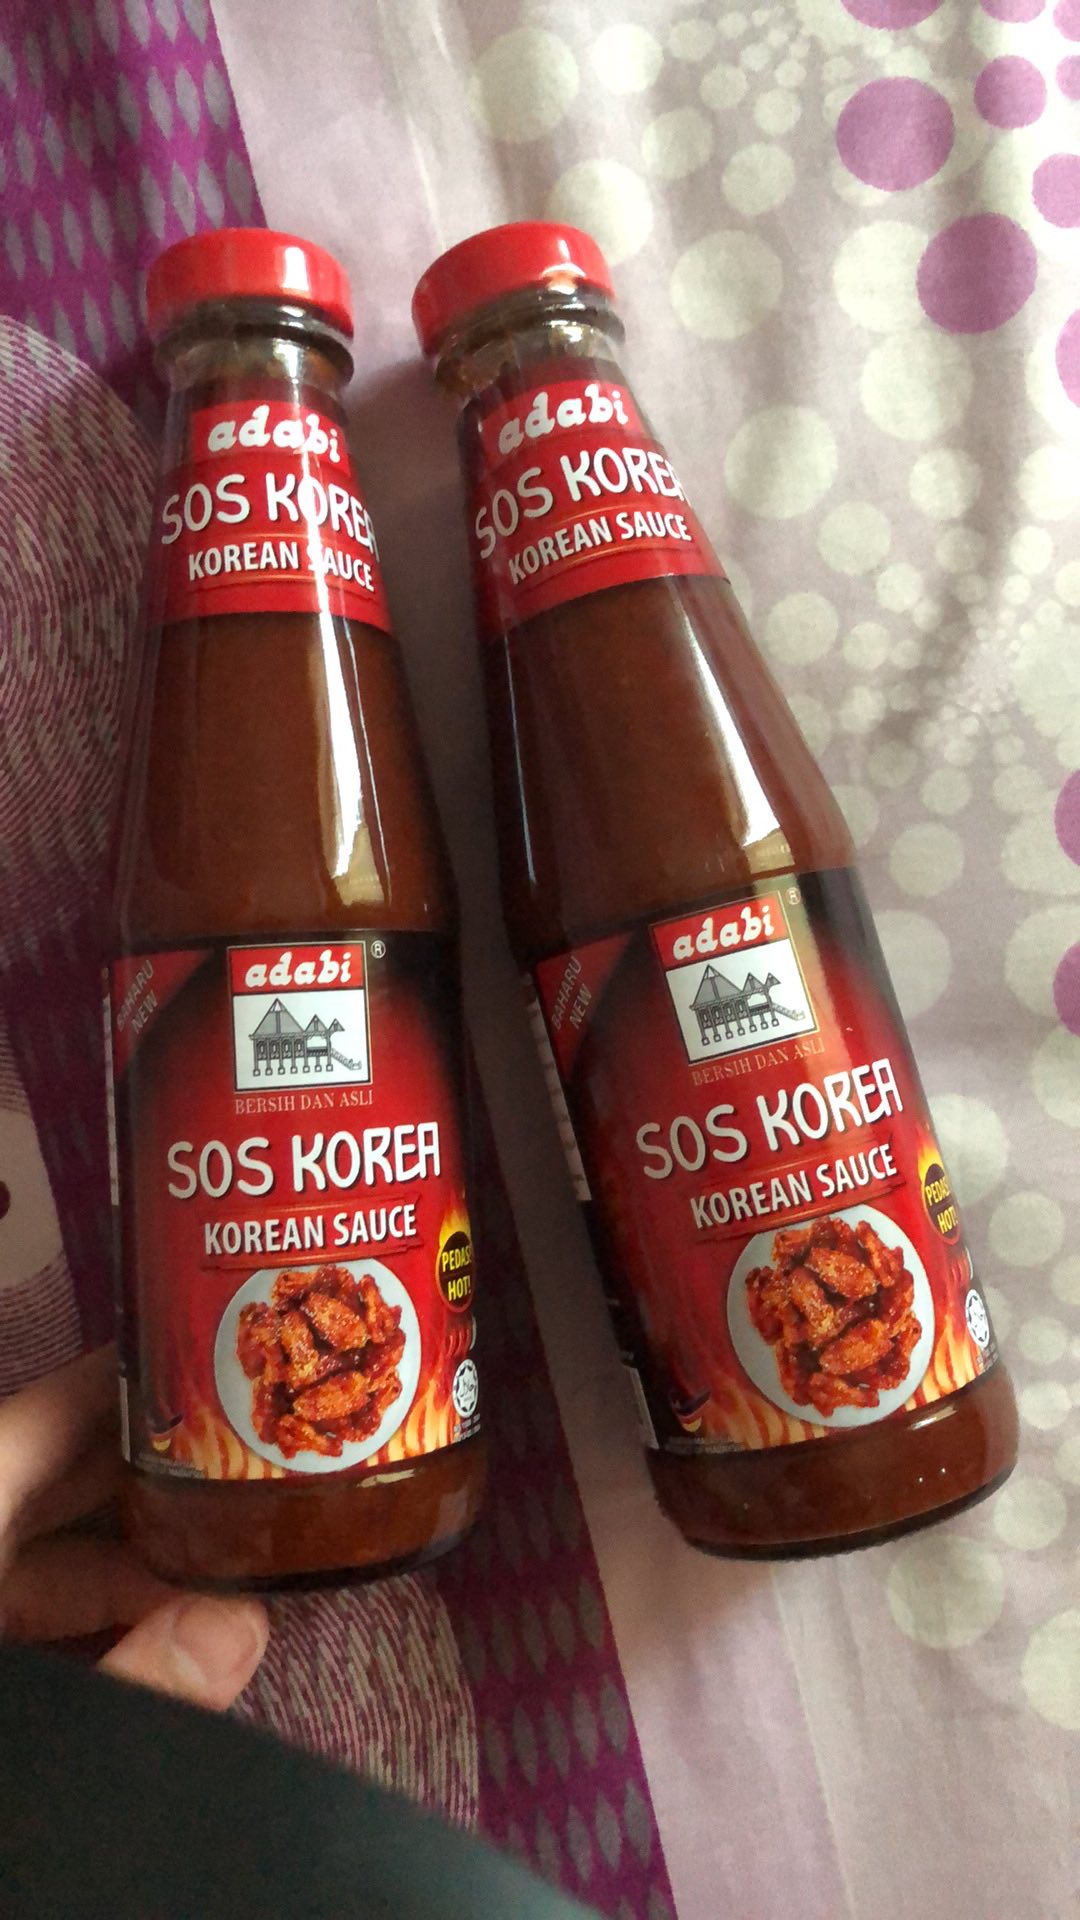 adabi
SOS KOREA
KOREAN SAUCE
BAHARU
NEW
adabi ®
BERSIH DAN ASLI
SOS KOREA
KOREAN SAUCE
PEDAS!
HOT!
adabi
SOS KOREA
KOREAN SAUCE
BAHARU
NEW
adabi ®
BERSIH DAN ASLI
SOS KOREA
KOREAN SAUCE
PEDAS!
HOT!